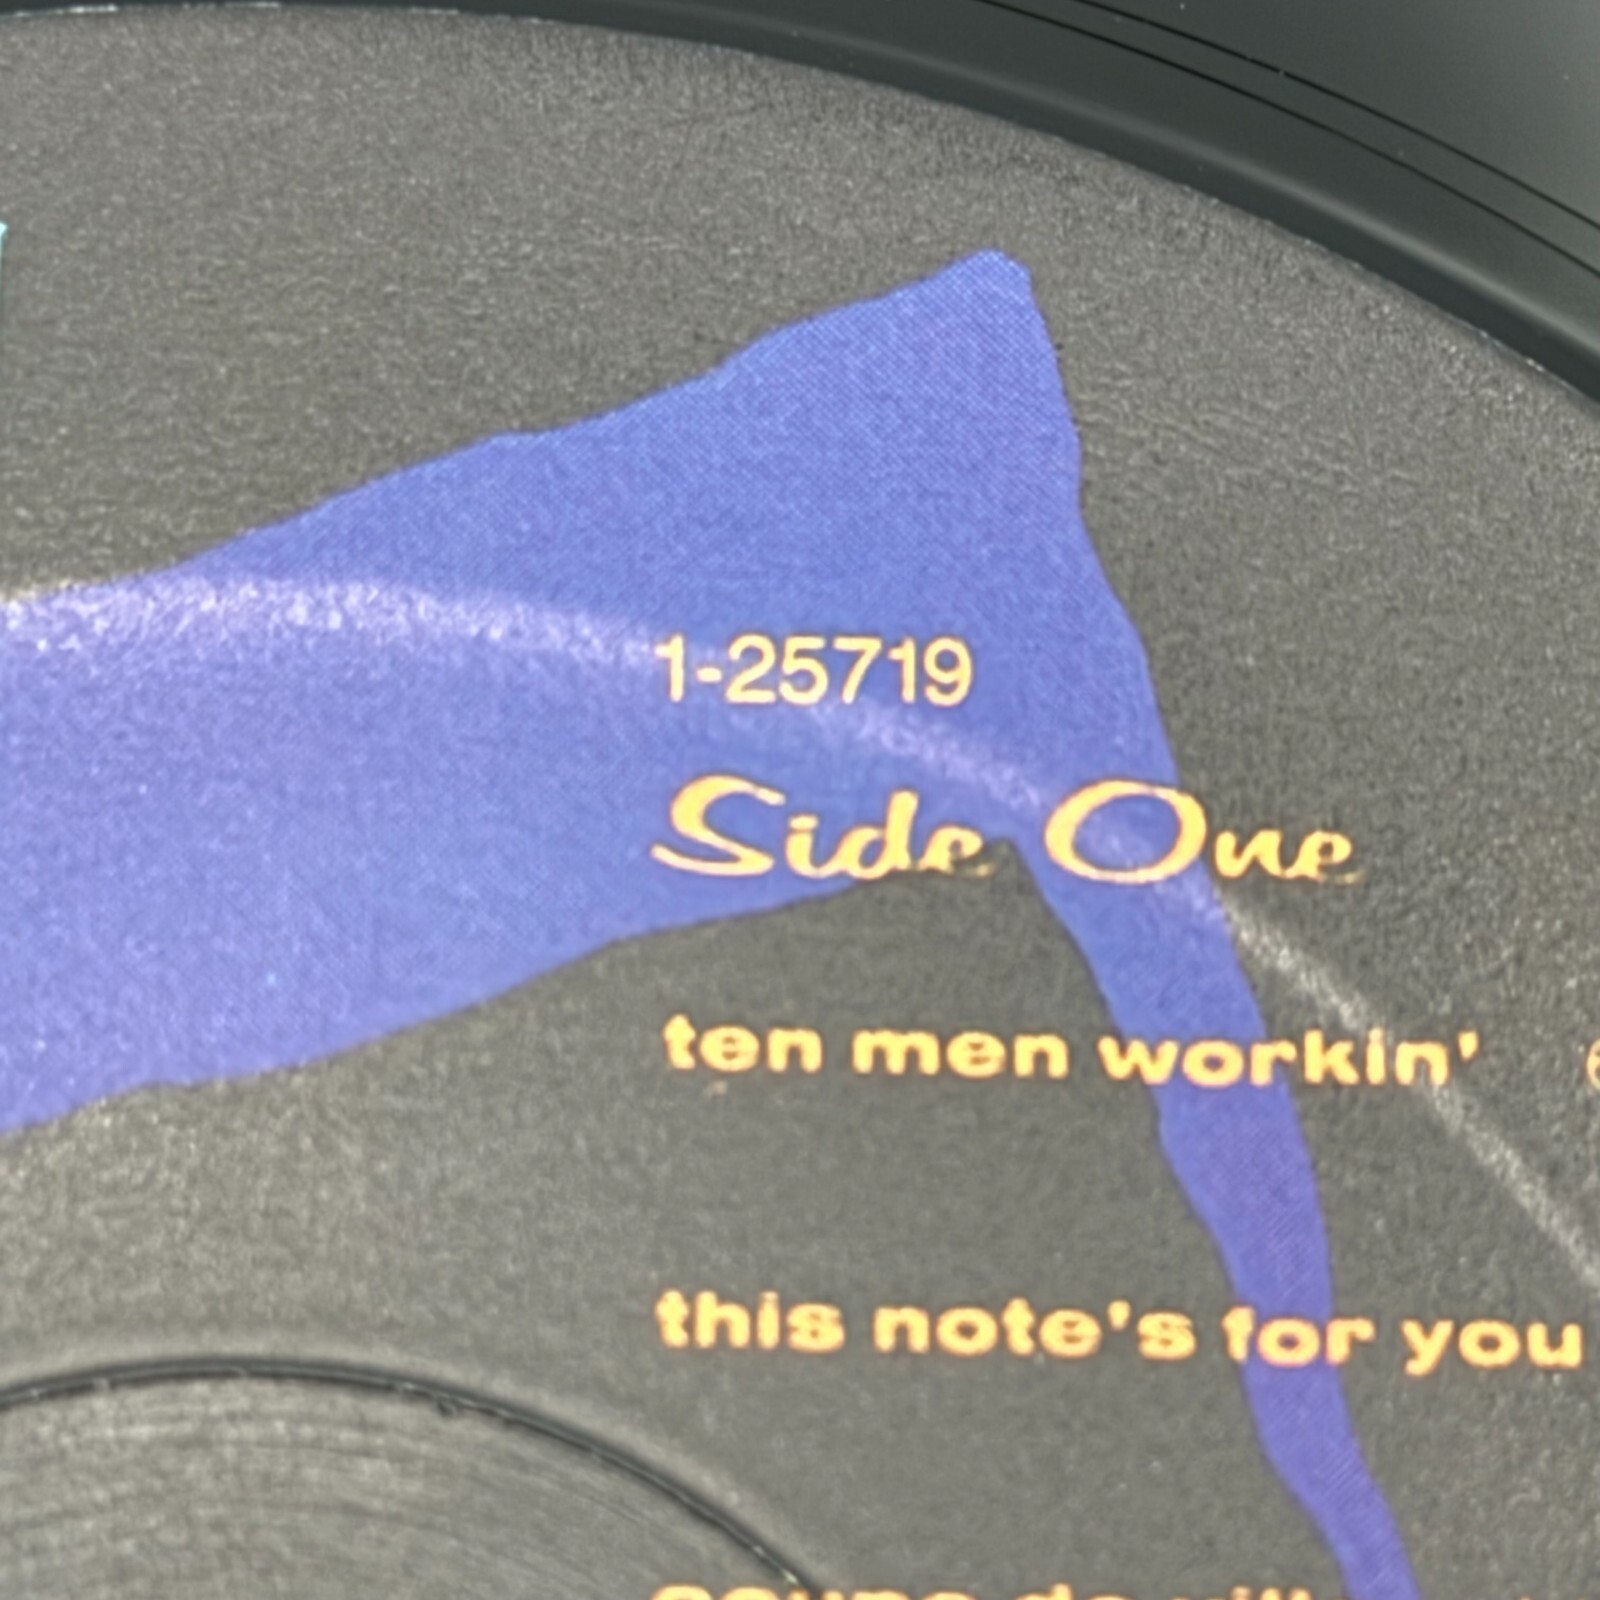 1-25719
Side One
ten men workin'
this note's for you